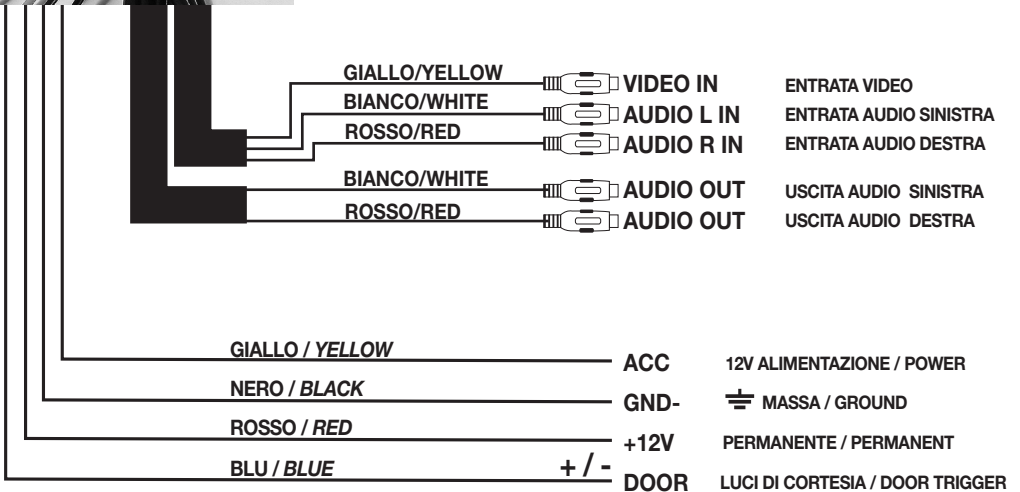 GIALLO/YELLOW VIDEO IN ENTRATA VIDEO
BIANCO/WHITE AUDIO L IN ENTRATA AUDIO SINISTRA
ROSSO/RED AUDIO R IN ENTRATA AUDIO DESTRA
BIANCO/WHITE AUDIO OUT USCITA AUDIO SINISTRA
ROSSO/RED AUDIO OUT USCITA AUDIO DESTRA
GIALLO / YELLOW ACC 12V ALIMENTAZIONE / POWER
NERO / BLACK GND- MASSA / GROUND
ROSSO / RED +12V PERMANENTE / PERMANENT
BLU / BLUE + / - DOOR LUCI DI CORTESIA / DOOR TRIGGER